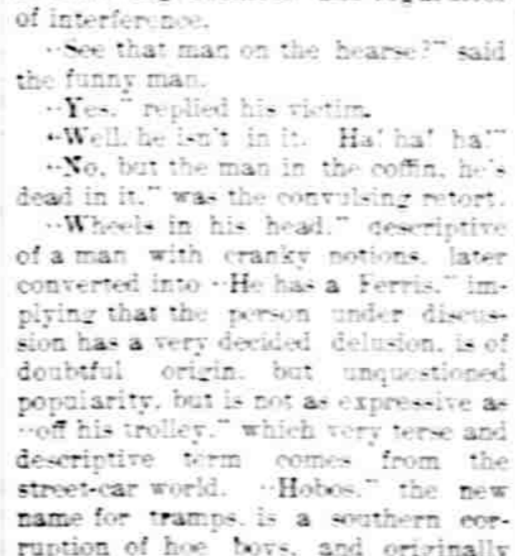 of interference.
"See that man on the hearse?" said
the funny man.
"Yes," replied his victim.
"Well, he isn't in it. Ha! ha! ha!"
"No, but the man in the coffin, he's
dead in it," was the convulsing retort.
"Wheels in his head," descriptive
of a man with cranky notions, later
converted into "He has a Ferris," im-
plying that the person under discus-
sion has a very decided delusion, is of
doubtful origin, but unquestioned
popularity, but is not as expressive as
"off his trolley," which very terse and
descriptive term comes from the
street-car world. "Hobos," the new
name for tramps, is a southern cor-
ruption of hoe boys, and originally